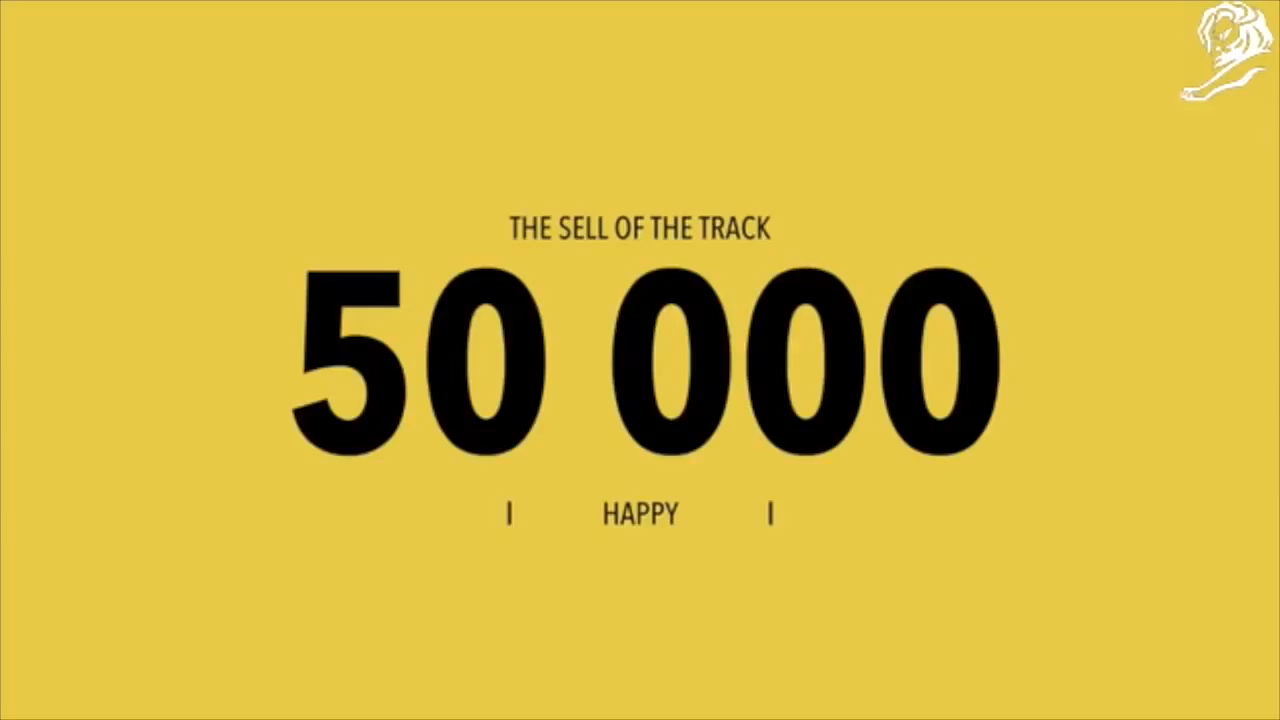 THE SELL OF THE TRACK
50 000
| HAPPY |